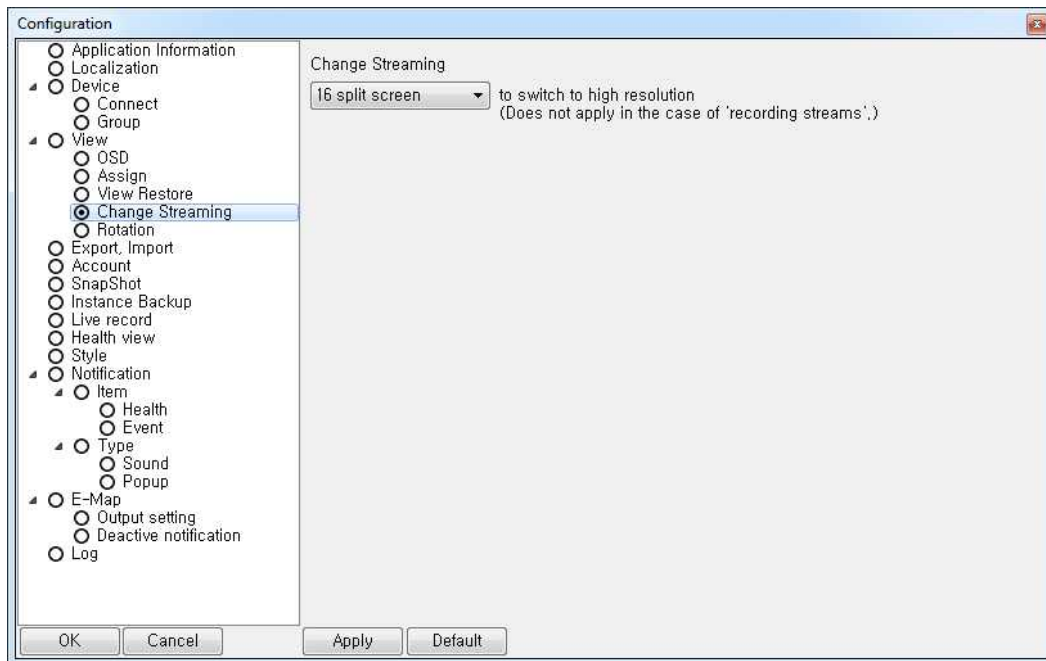 Configuration
Application Information
Localization
Device
Connect
Group
View
OSD
Assign
View Restore
Change Streaming
Rotation
Export, Import
Account
SnapShot
Instance Backup
Live record
Health view
Style
Notification
Item
Health
Event
Type
Sound
Popup
E-Map
Output setting
Deactive notification
Log
Change Streaming
16 split screen to switch to high resolution
(Does not apply in the case of 'recording streams',)
OK Cancel Apply Default